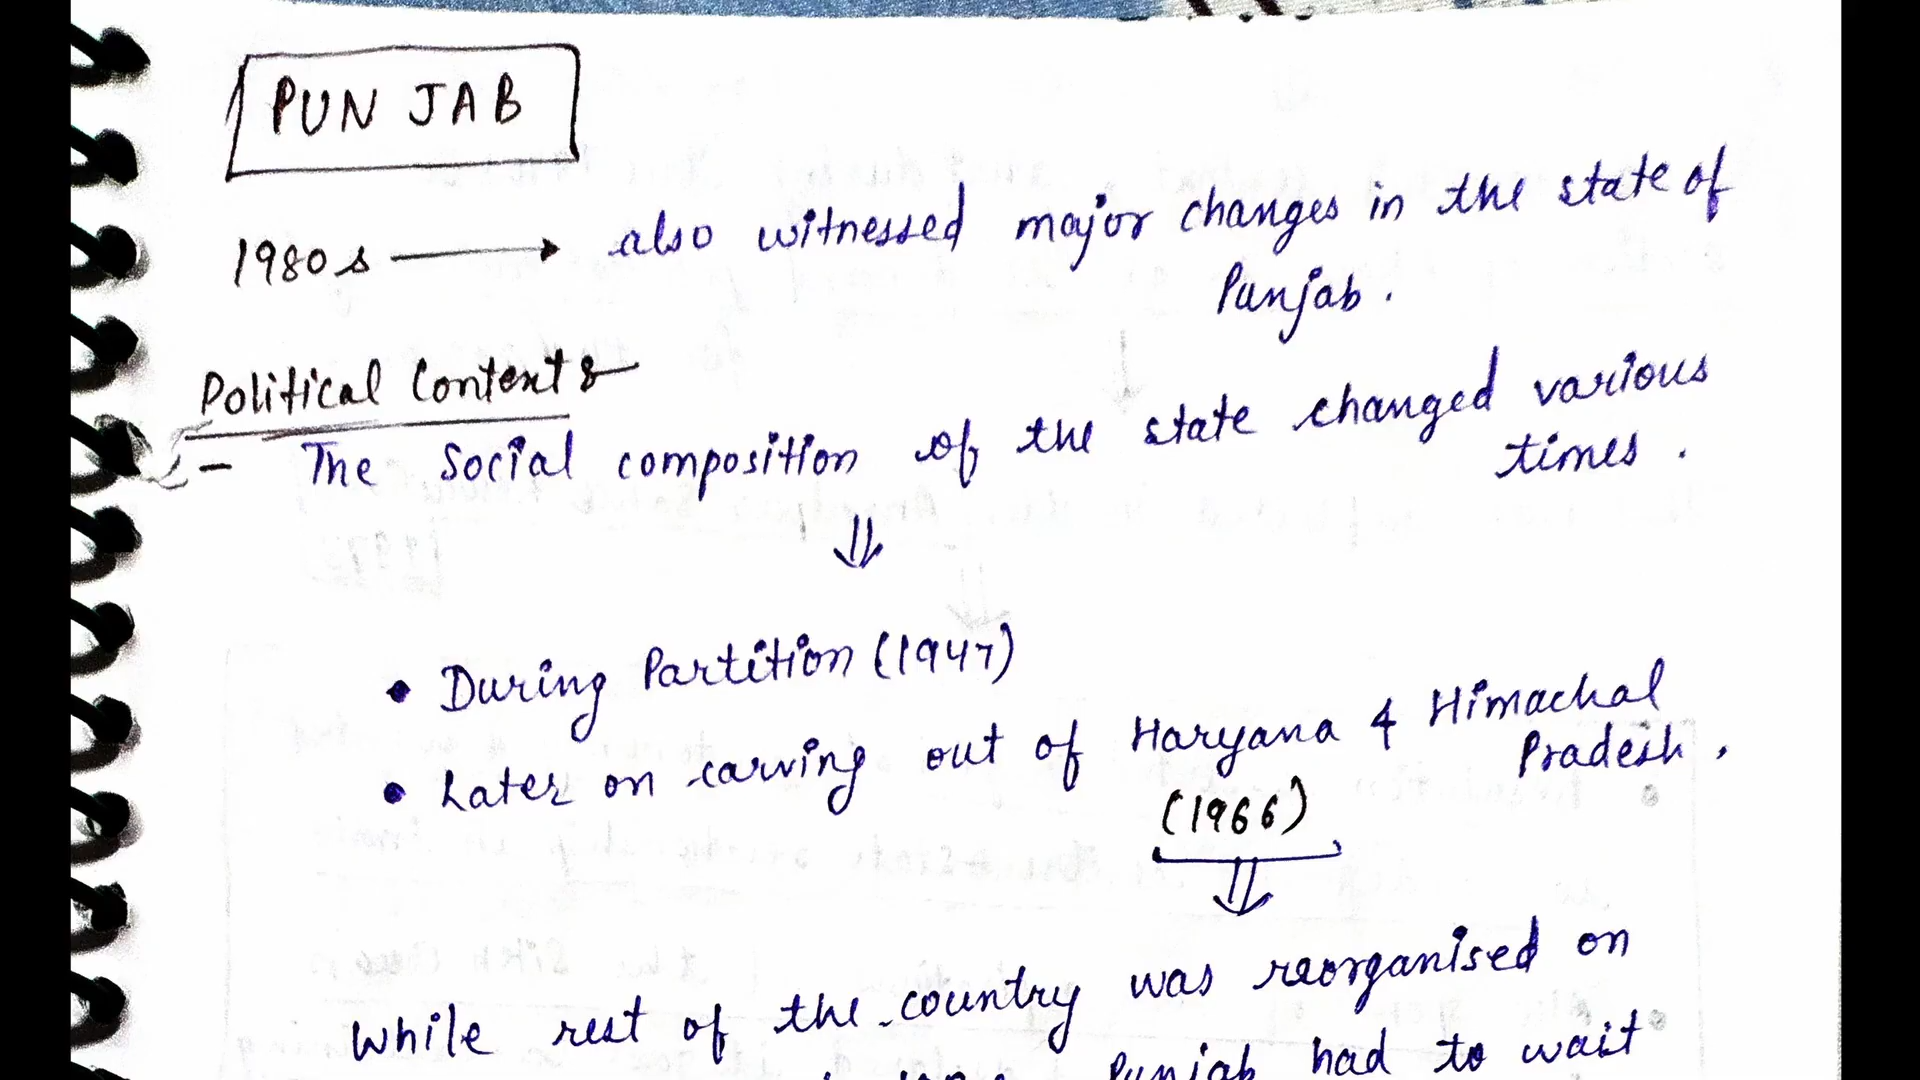 PUNJAB
1980s → also witnessed major changes in the state of
Punjab.
Political Context :-
- The Social composition of the state changed various
times.
⇓
• During Partition (1947)
• Later on carving out of Haryana & Himachal
Pradesh.
(1966)
⇓
While rest of the country was reorganised on
Punjab had to wait